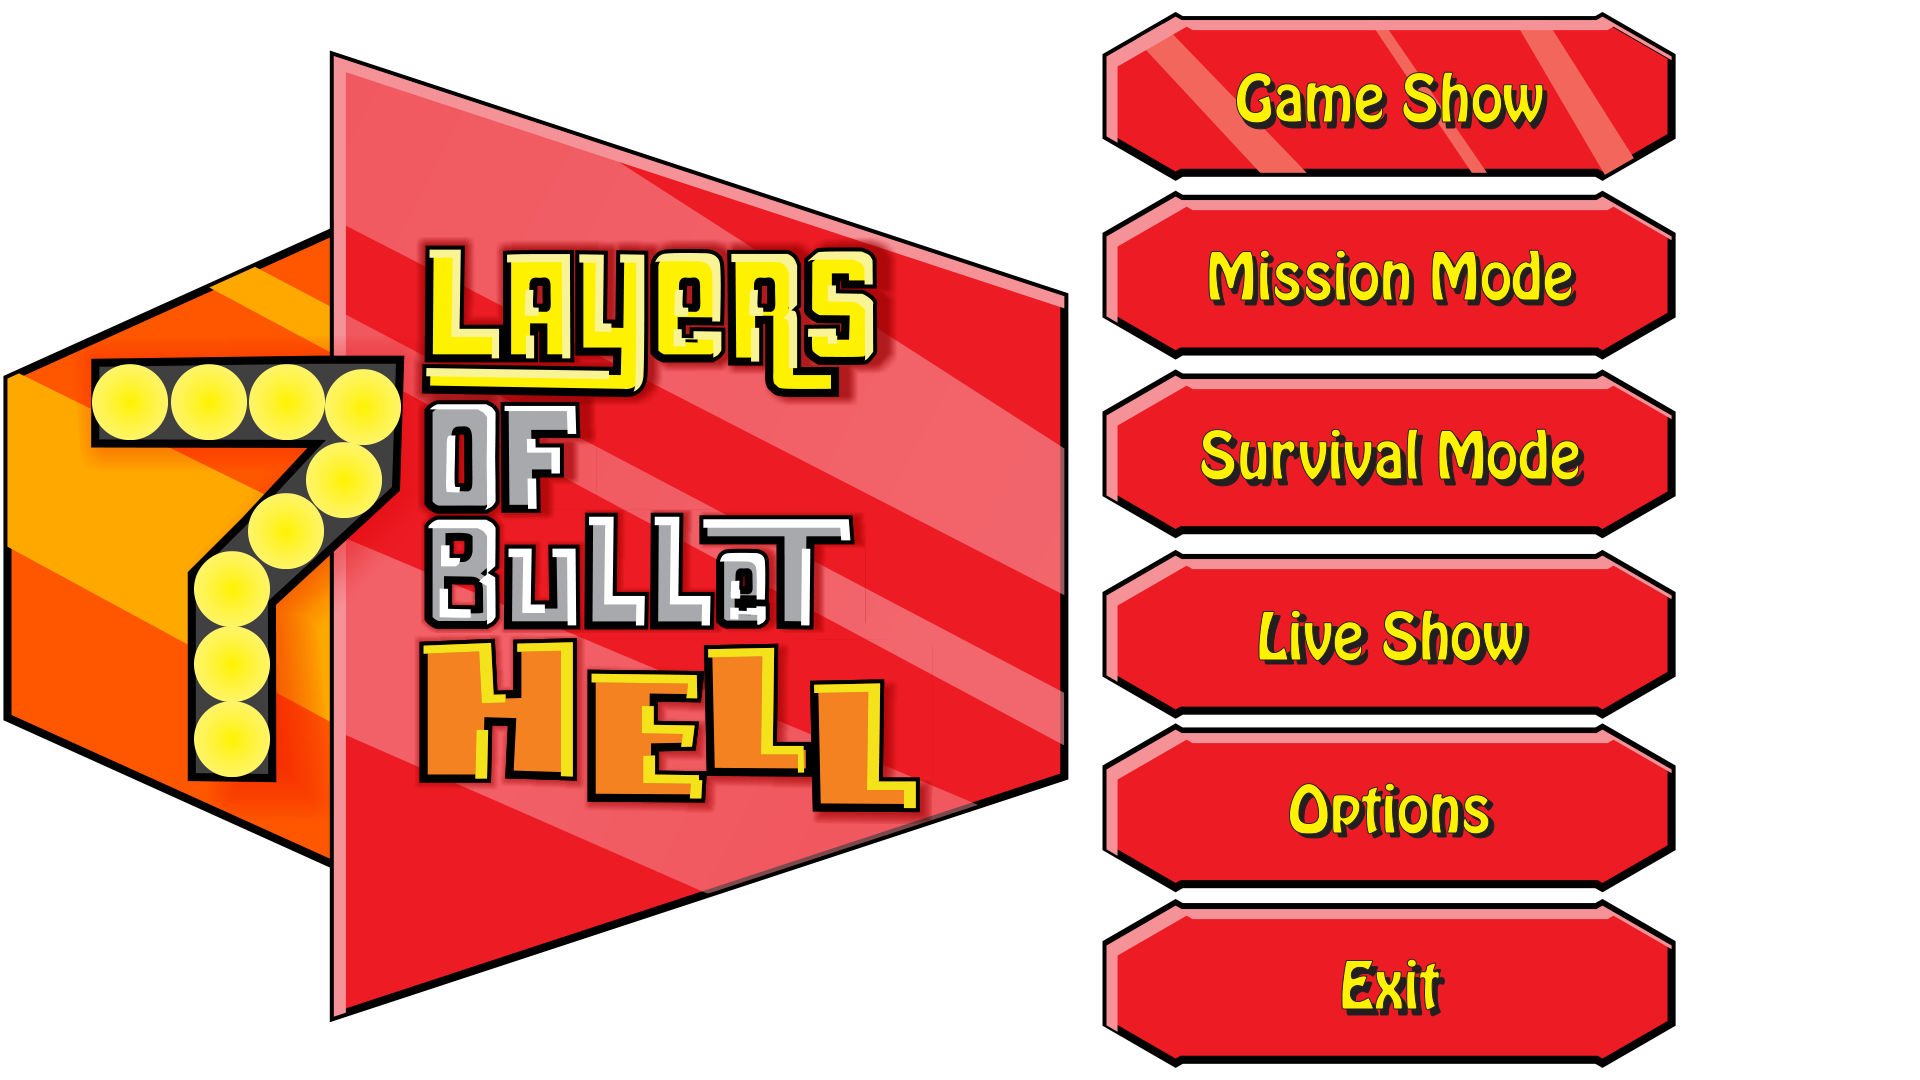 7
Layers
of
Bullet
Hell
Game Show
Mission Mode
Survival Mode
Live Show
Options
Exit